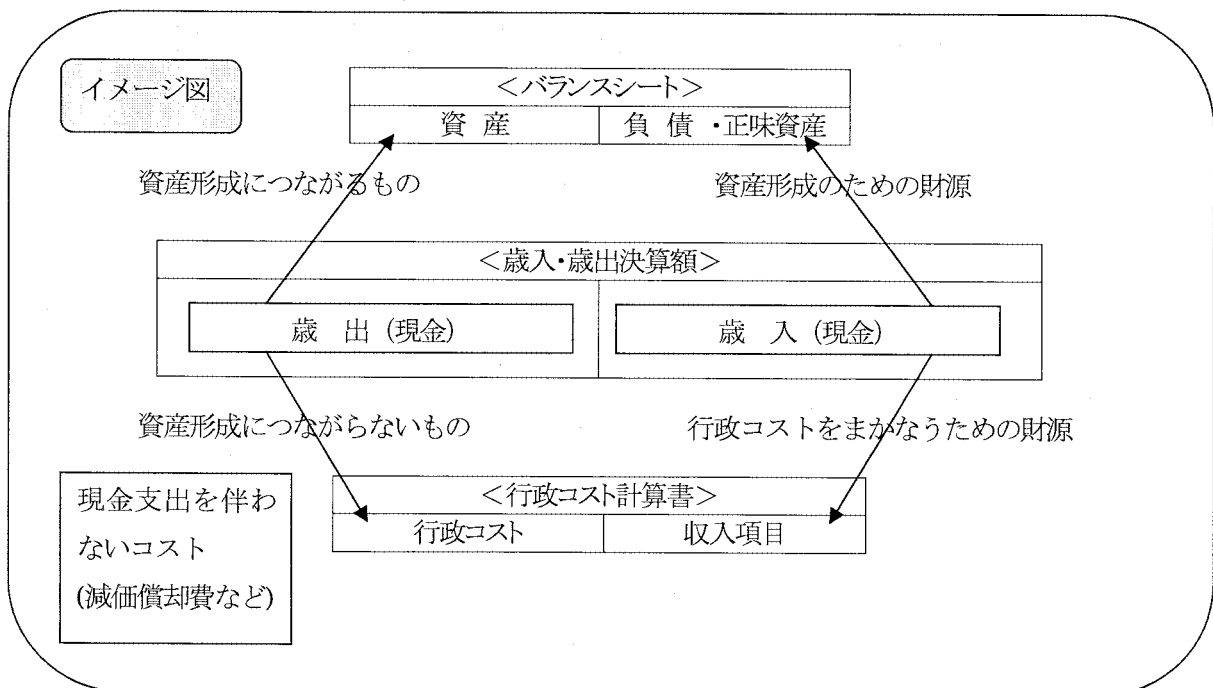 イメージ図
＜バランスシート＞
資 産
負 債 ・正味資産
資産形成につながるもの
資産形成のための財源
＜歳入・歳出決算額＞
歳 出 (現金)
歳 入 (現金)
資産形成につながらないもの
行政コストをまかなうための財源
現金支出を伴わ
ないコスト
(減価償却費など)
＜行政コスト計算書＞
行政コスト
収入項目